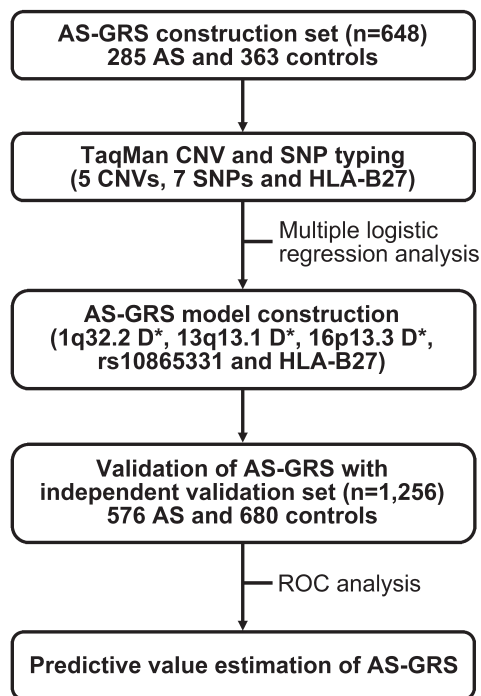 AS-GRS construction set (n=648)
285 AS and 363 controls
TaqMan CNV and SNP typing
(5 CNVs, 7 SNPs and HLA-B27)
Multiple logistic
regression analysis
AS-GRS model construction
(1q32.2 D*, 13q13.1 D*, 16p13.3 D*,
rs10865331 and HLA-B27)
Validation of AS-GRS with
independent validation set (n=1,256)
576 AS and 680 controls
ROC analysis
Predictive value estimation of AS-GRS